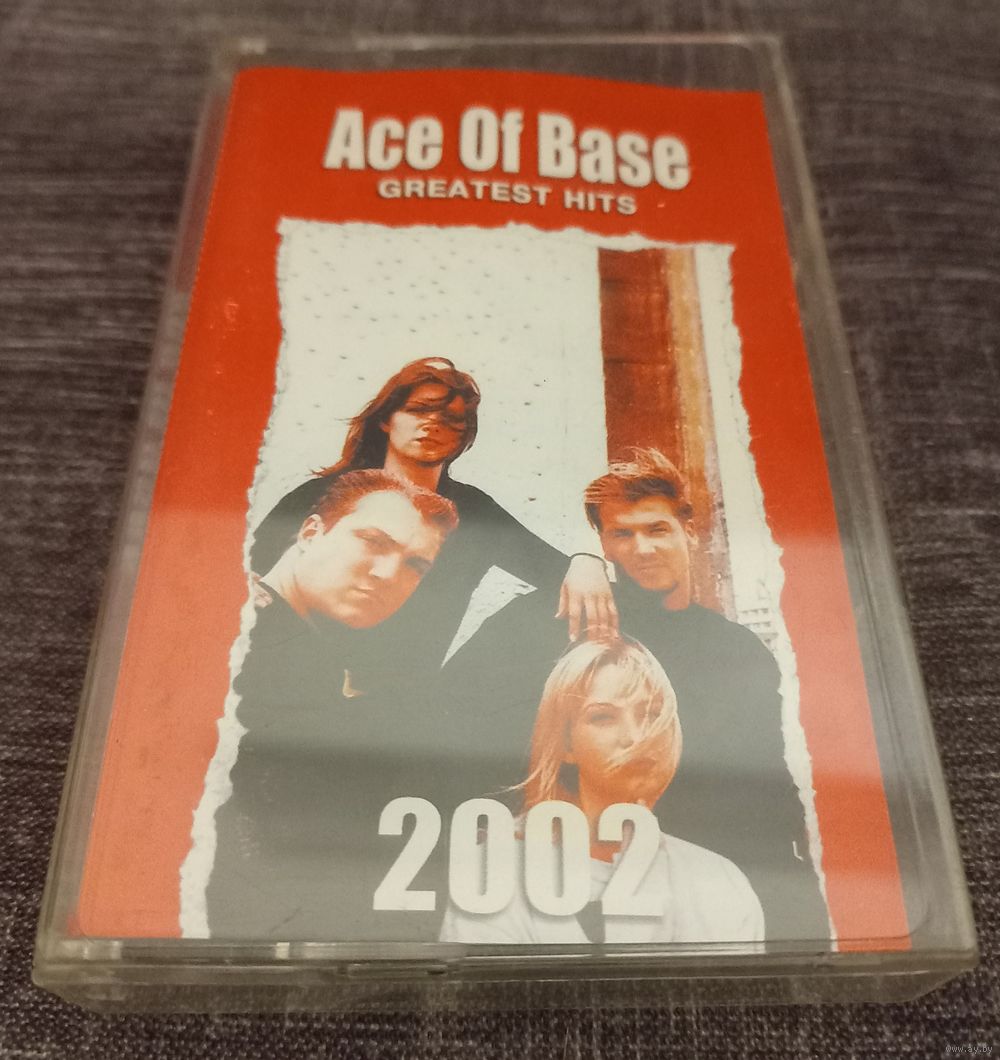 Ace Of Base
GREATEST HITS
2002
www.ay.by